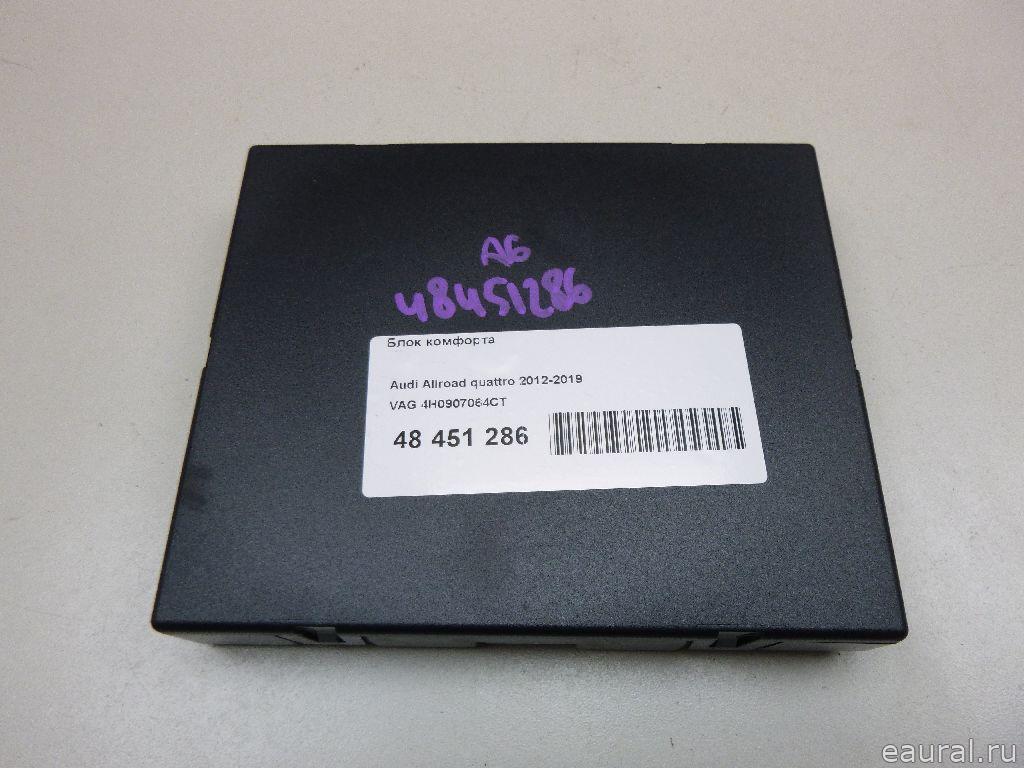 A6
48451286
Блок комфорта
Audi Allroad quattro 2012-2019
VAG 4H0907064CT
48 451 286
eaural.ru